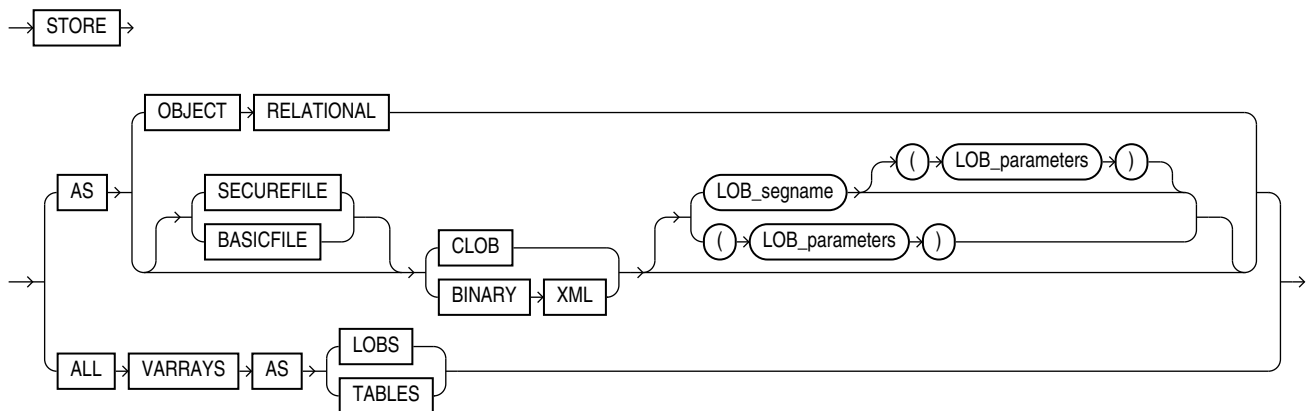 STORE
OBJECT RELATIONAL
( LOB_parameters )
AS SECUREFILE LOB_segname
BASICFILE ( LOB_parameters )
CLOB
BINARY XML
LOBS
ALL VARRAYS AS
TABLES